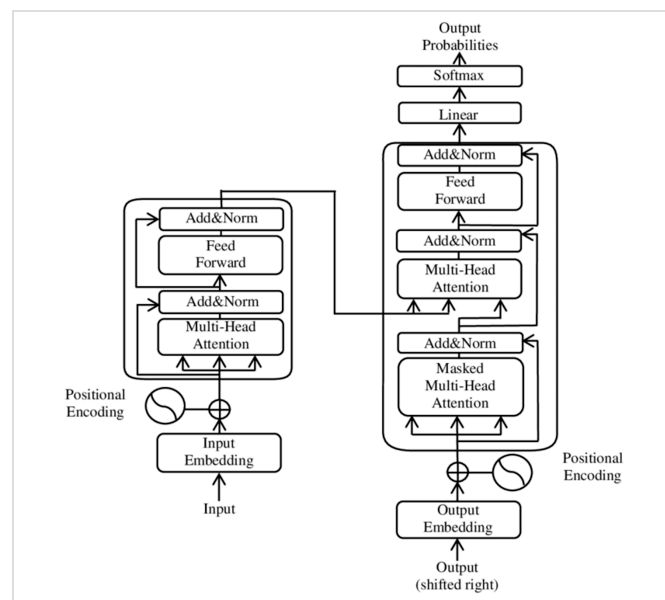 Output
Probabilities
Softmax
Linear
Add&Norm
Feed
Forward
Add&Norm
Multi-Head
Attention
Add&Norm
Masked
Multi-Head
Attention
Positional
Encoding
Output
Embedding
Output
(shifted right)
Add&Norm
Feed
Forward
Add&Norm
Multi-Head
Attention
Positional
Encoding
Input
Embedding
Input